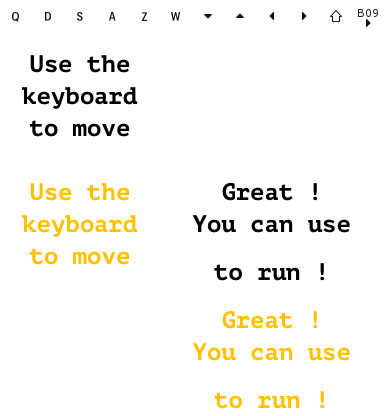 Q D S A Z W B09
Use the
keyboard
to move
Use the
keyboard
to move
Great !
You can use
to run !
Great !
You can use
to run !